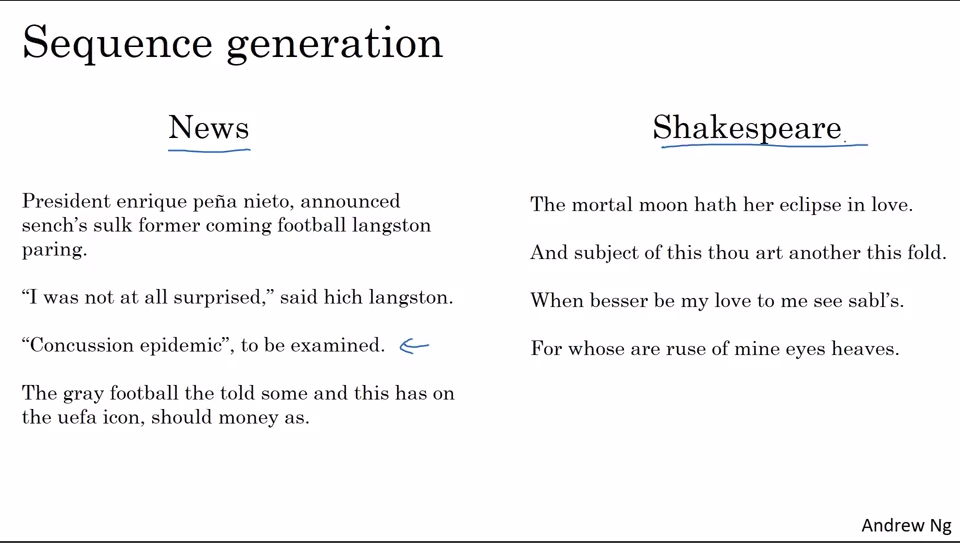 Sequence generation
News
President enrique peña nieto, announced
sench's sulk former coming football langston
paring.
“I was not at all surprised,” said hich langston.
“Concussion epidemic”, to be examined.
The gray football the told some and this has on
the uefa icon, should money as.
Shakespeare
The mortal moon hath her eclipse in love.
And subject of this thou art another this fold.
When besser be my love to me see sabl's.
For whose are ruse of mine eyes heaves.
Andrew Ng